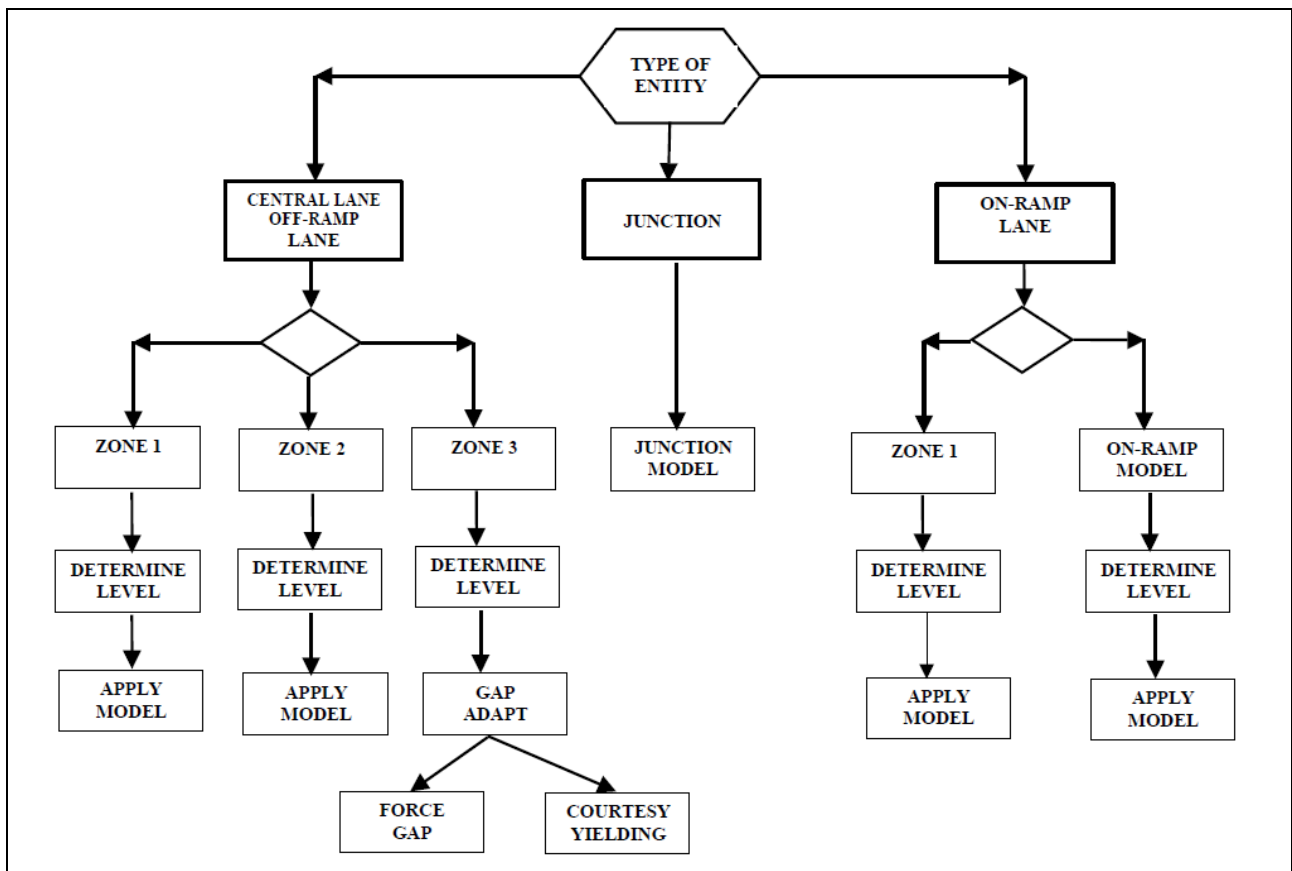 TYPE OF
ENTITY
CENTRAL LANE
OFF-RAMP
LANE
JUNCTION
ON-RAMP
LANE
ZONE 1
ZONE 2
ZONE 3
JUNCTION
MODEL
ZONE 1
ON-RAMP
MODEL
DETERMINE
LEVEL
DETERMINE
LEVEL
DETERMINE
LEVEL
DETERMINE
LEVEL
DETERMINE
LEVEL
APPLY
MODEL
APPLY
MODEL
GAP
ADAPT
APPLY
MODEL
APPLY
MODEL
FORCE
GAP
COURTESY
YIELDING